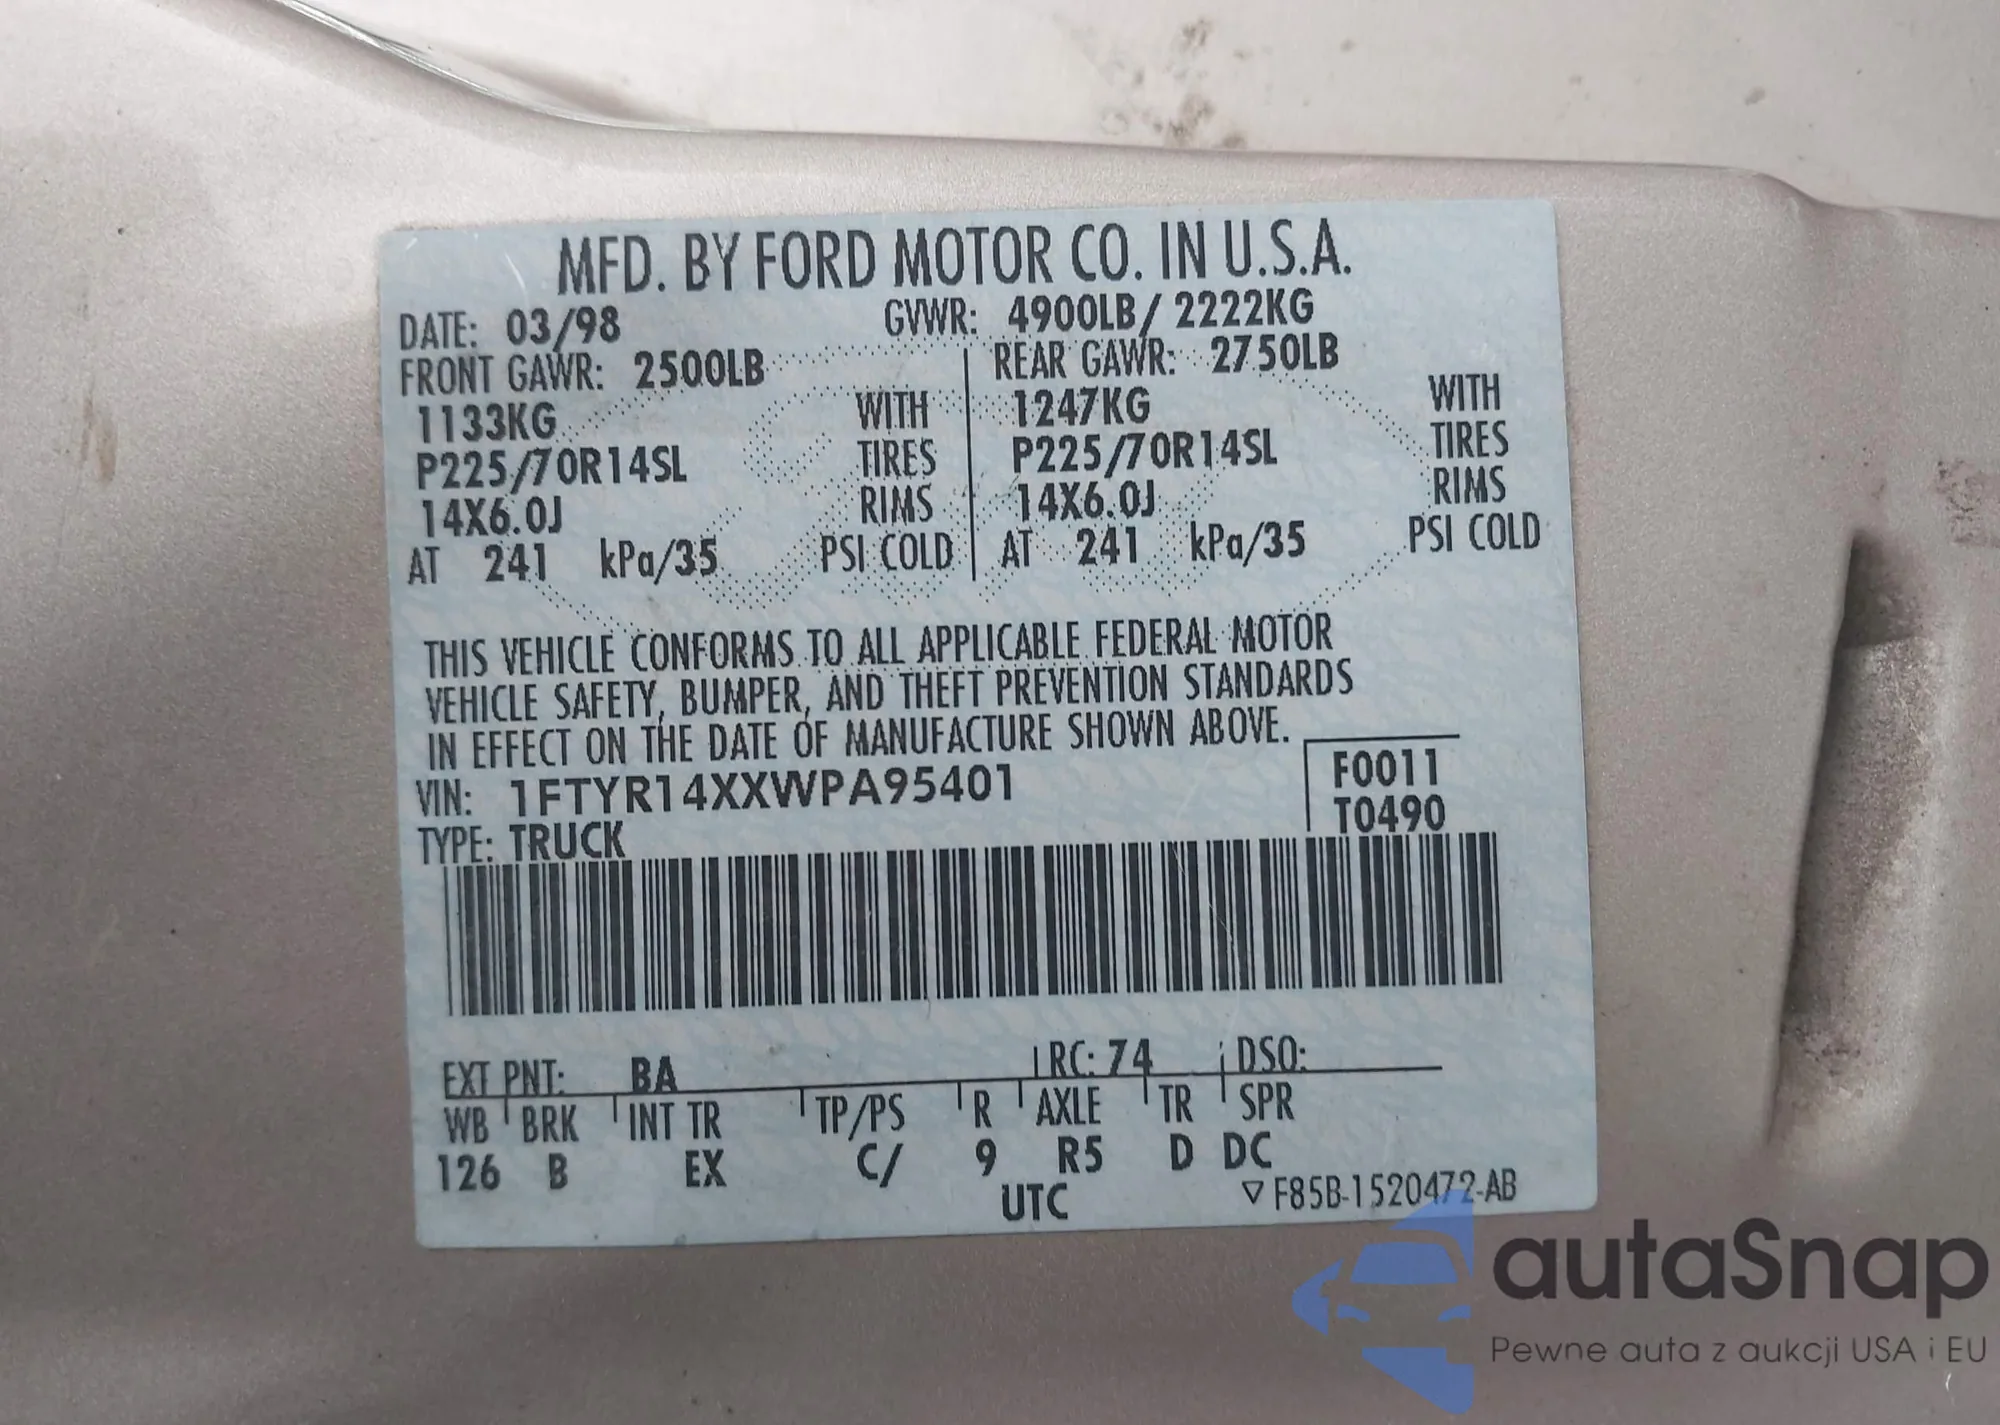 MFD. BY FORD MOTOR CO. IN U.S.A.
DATE: 03/98 GVWR: 4900LB/ 2222KG
FRONT GAWR: 2500LB REAR GAWR: 2750LB
1133KG WITH 1247KG WITH
P225/70R14SL TIRES P225/70R14SL TIRES
14X6.0J RIMS 14X6.0J RIMS
AT 241 kPa/35 PSI COLD AT 241 kPa/35 PSI COLD
THIS VEHICLE CONFORMS TO ALL APPLICABLE FEDERAL MOTOR
VEHICLE SAFETY, BUMPER, AND THEFT PREVENTION STANDARDS
IN EFFECT ON THE DATE OF MANUFACTURE SHOWN ABOVE.
VIN: 1FTYR14XXWPA95401 F0011
TYPE: TRUCK T0490
EXT PNT: BA RC: 74 DSO:
WB BRK INT TR TP/PS R AXLE TR SPR
126 B EX C/ 9 R5 D DC
UTC ▽ F85B-1520472-AB
autaSnap
Pewne auta z aukcji USA i EU